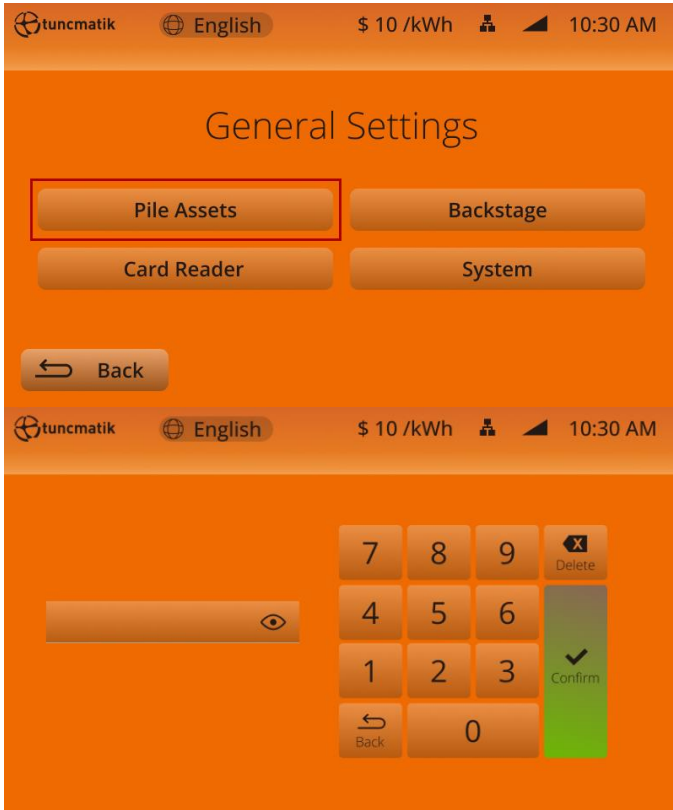 tuncmatik English $ 10 /kWh 10:30 AM
General Settings
Pile Assets Backstage
Card Reader System
Back
tuncmatik English $ 10 /kWh 10:30 AM
7 8 9 Delete
4 5 6
1 2 3 Confirm
Back 0